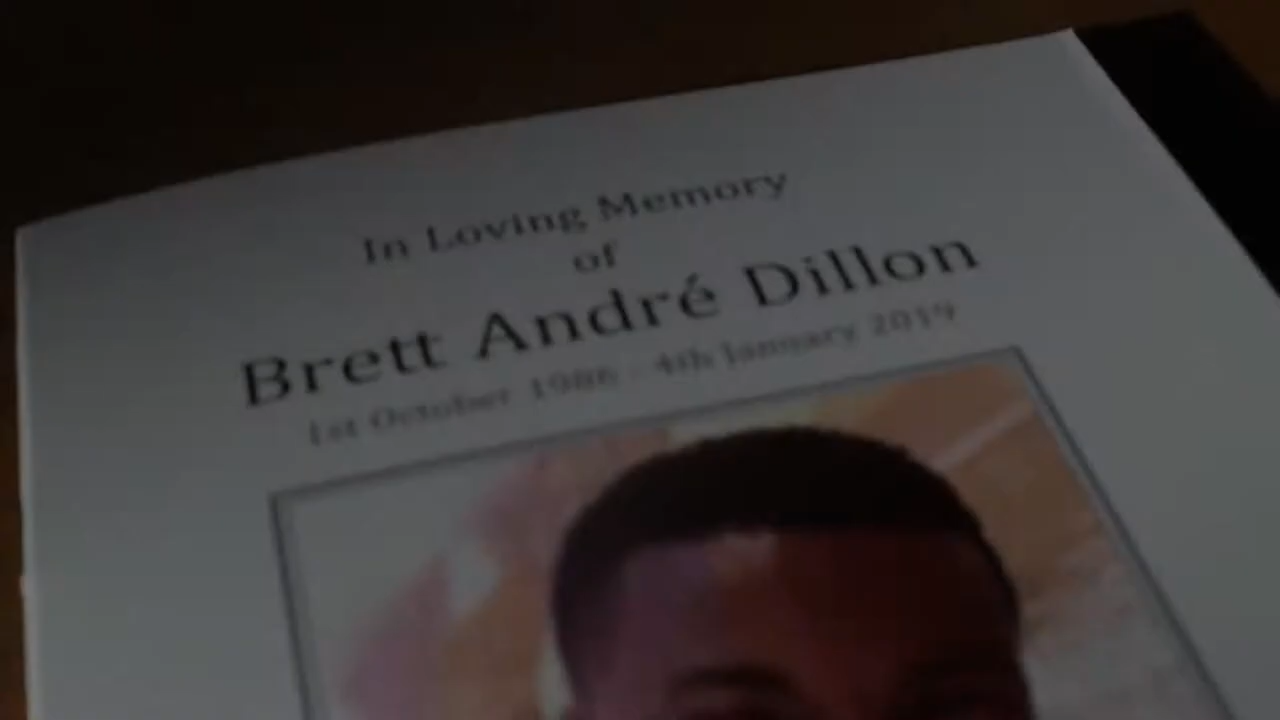 In Loving Memory
of
Brett André Dillon
1st October 1986 - 4th January 2019